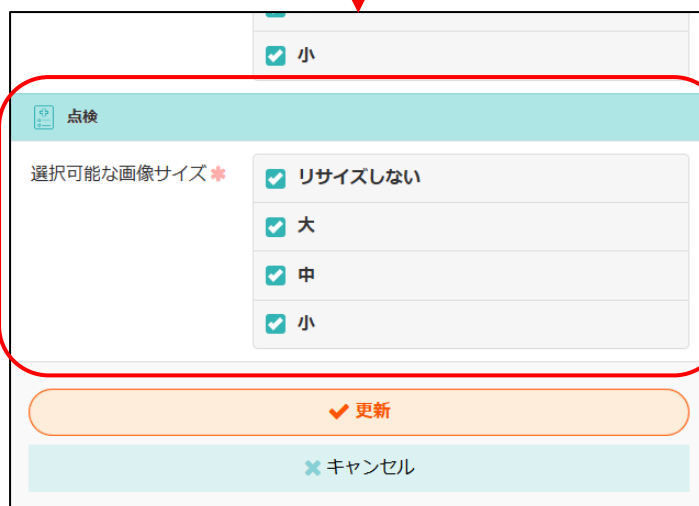 小
点検
選択可能な画像サイズ
リサイズしない
大
中
小
更新
キャンセル